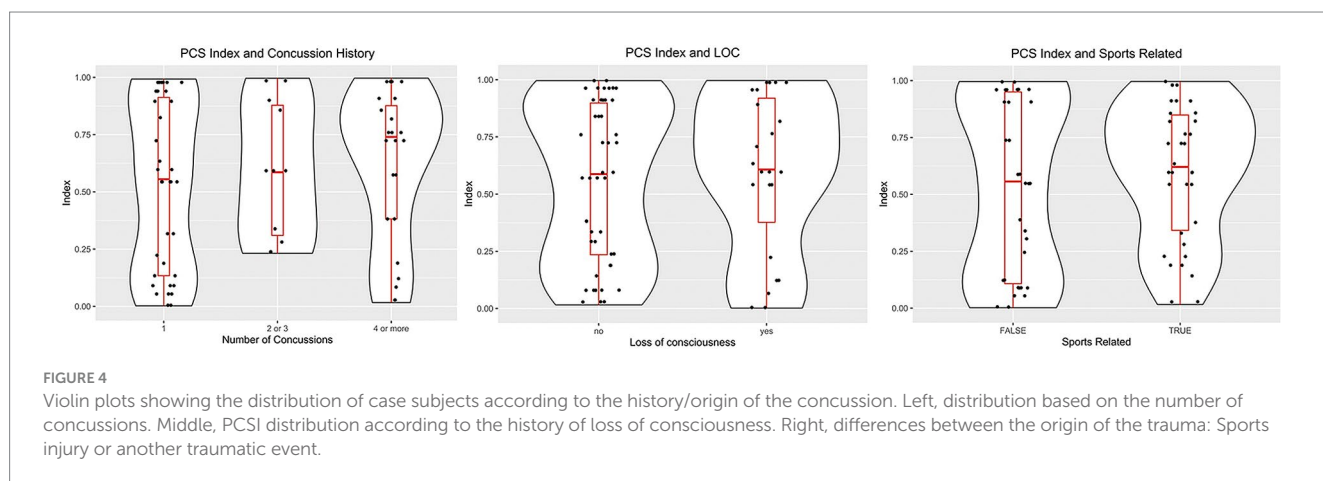 PCS Index and Concussion History
1.00
0.75
0.50
0.25
0.00
Index
1
2 or 3
4 or more
Number of Concussions
PCS Index and LOC
1.00
0.75
0.50
0.25
0.00
Index
no
yes
Loss of consciousness
PCS Index and Sports Related
1.00
0.75
0.50
0.25
0.00
Index
FALSE
TRUE
Sports Related
FIGURE 4
Violin plots showing the distribution of case subjects according to the history/origin of the concussion. Left, distribution based on the number of
concussions. Middle, PCSI distribution according to the history of loss of consciousness. Right, differences between the origin of the trauma: Sports
injury or another traumatic event.